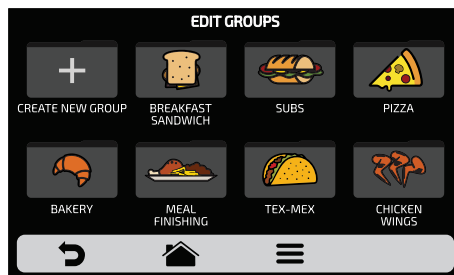 EDIT GROUPS
CREATE NEW GROUP
BREAKFAST
SANDWICH
SUBS
PIZZA
BAKERY
MEAL
FINISHING
TEX-MEX
CHICKEN
WINGS